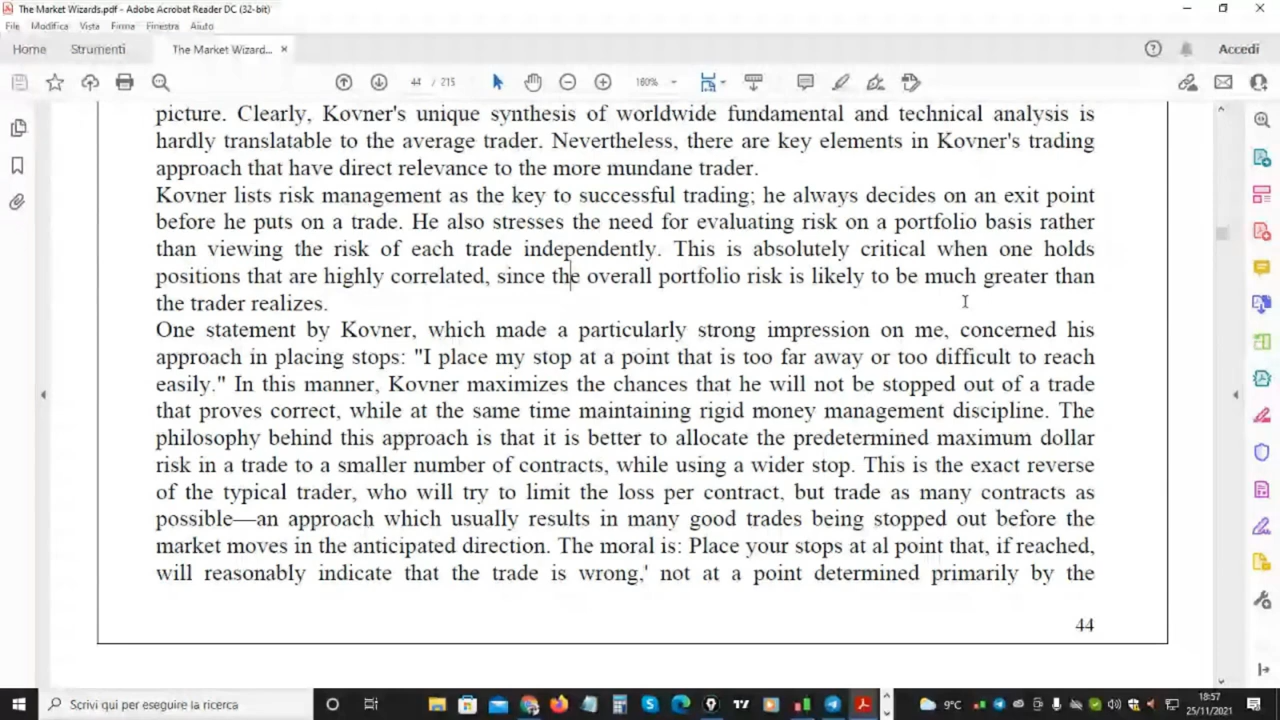 The Market Wizards.pdf - Adobe Acrobat Reader DC (32-bit)
File Modifica Vista Firma Finestra Aiuto
Home Strumenti The Market Wizard... × Accedi
44 / 215 160%
picture. Clearly, Kovner's unique synthesis of worldwide fundamental and technical analysis is
hardly translatable to the average trader. Nevertheless, there are key elements in Kovner's trading
approach that have direct relevance to the more mundane trader.
Kovner lists risk management as the key to successful trading; he always decides on an exit point
before he puts on a trade. He also stresses the need for evaluating risk on a portfolio basis rather
than viewing the risk of each trade independently. This is absolutely critical when one holds
positions that are highly correlated, since the overall portfolio risk is likely to be much greater than
the trader realizes.
One statement by Kovner, which made a particularly strong impression on me, concerned his
approach in placing stops: "I place my stop at a point that is too far away or too difficult to reach
easily." In this manner, Kovner maximizes the chances that he will not be stopped out of a trade
that proves correct, while at the same time maintaining rigid money management discipline. The
philosophy behind this approach is that it is better to allocate the predetermined maximum dollar
risk in a trade to a smaller number of contracts, while using a wider stop. This is the exact reverse
of the typical trader, who will try to limit the loss per contract, but trade as many contracts as
possible—an approach which usually results in many good trades being stopped out before the
market moves in the anticipated direction. The moral is: Place your stops at al point that, if reached,
will reasonably indicate that the trade is wrong,' not at a point determined primarily by the
44
Scrivi qui per eseguire la ricerca
9°C
18:57
25/11/2021